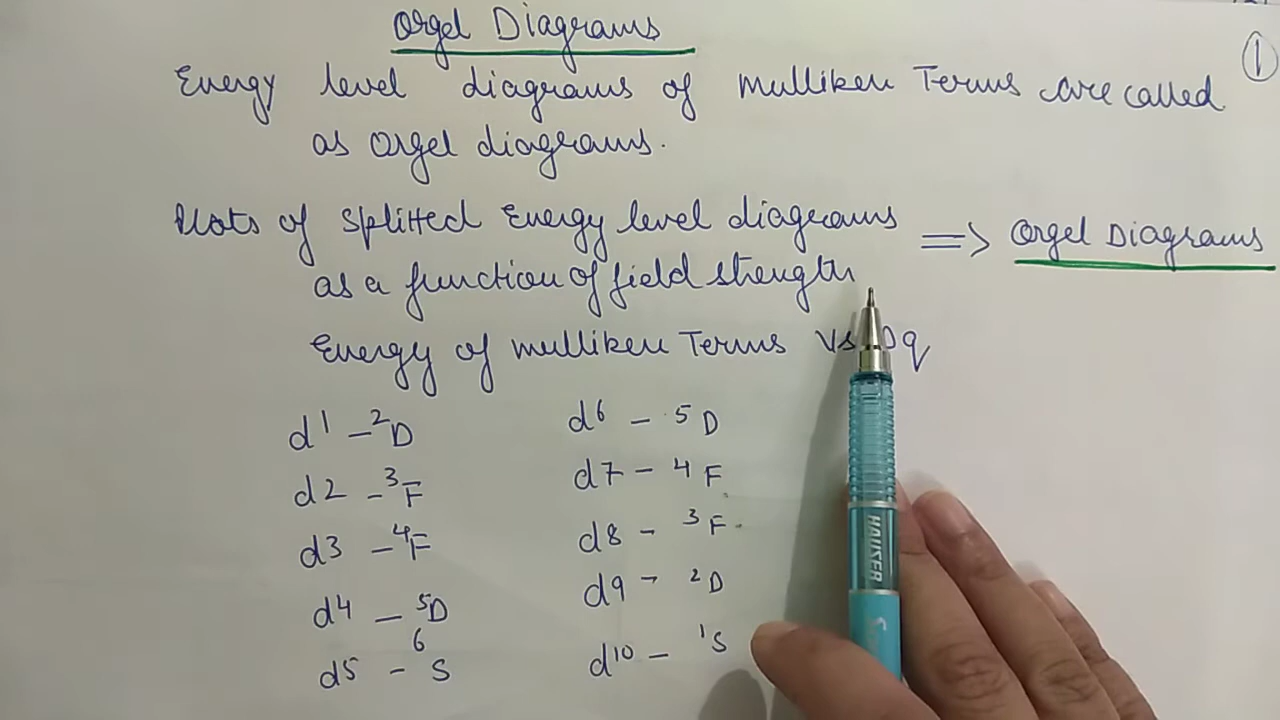 Orgel Diagrams
①
Energy level diagrams of Mulliken Terms are called
as Orgel diagrams.
Plots of splitted Energy level diagrams
as a function of field strength
=> Orgel Diagrams
Energy of mulliken Terms Vs Dq
d1 - ²D
d2 - ³F
d3 - ⁴F
d4 - ⁵D
d5 - ⁶S
d6 - ⁵D
d7 - ⁴F
d8 - ³F
d9 - ²D
d10 - ¹S
HAUSER